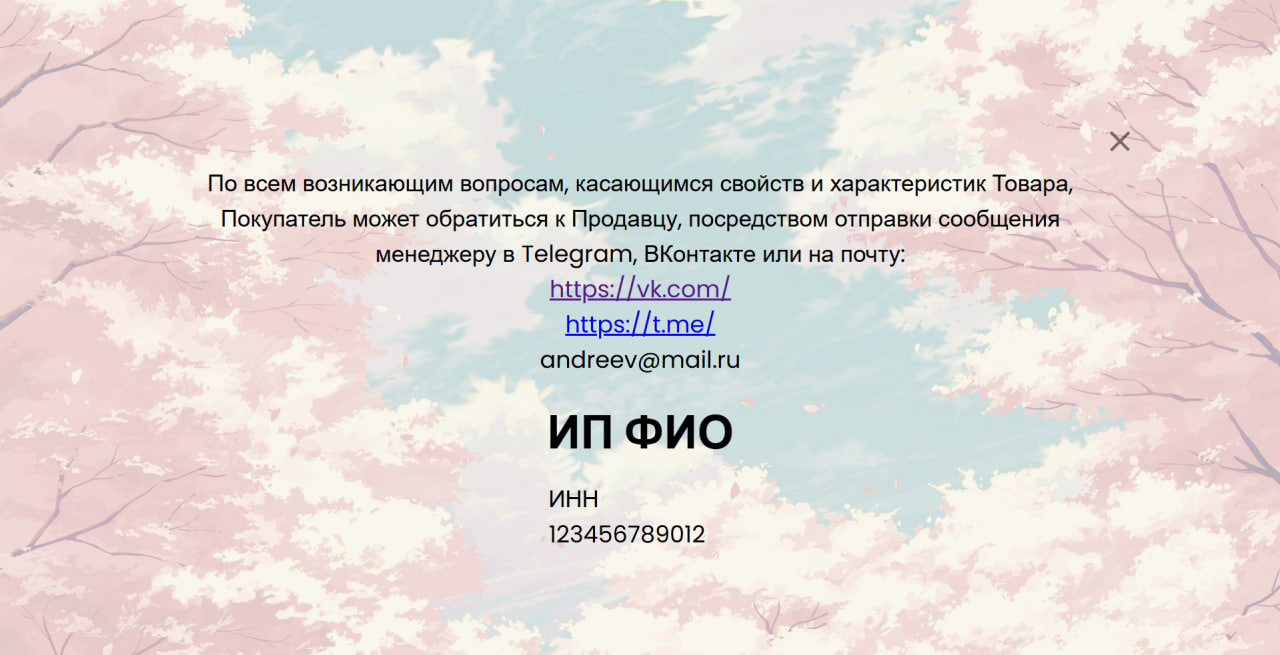 По всем возникающим вопросам, касающимся свойств и характеристик Товара,
Покупатель может обратиться к Продавцу, посредством отправки сообщения
менеджеру в Telegram, ВКонтакте или на почту:
https://vk.com/
https://t.me/
andreev@mail.ru
ИП ФИО
ИНН
123456789012